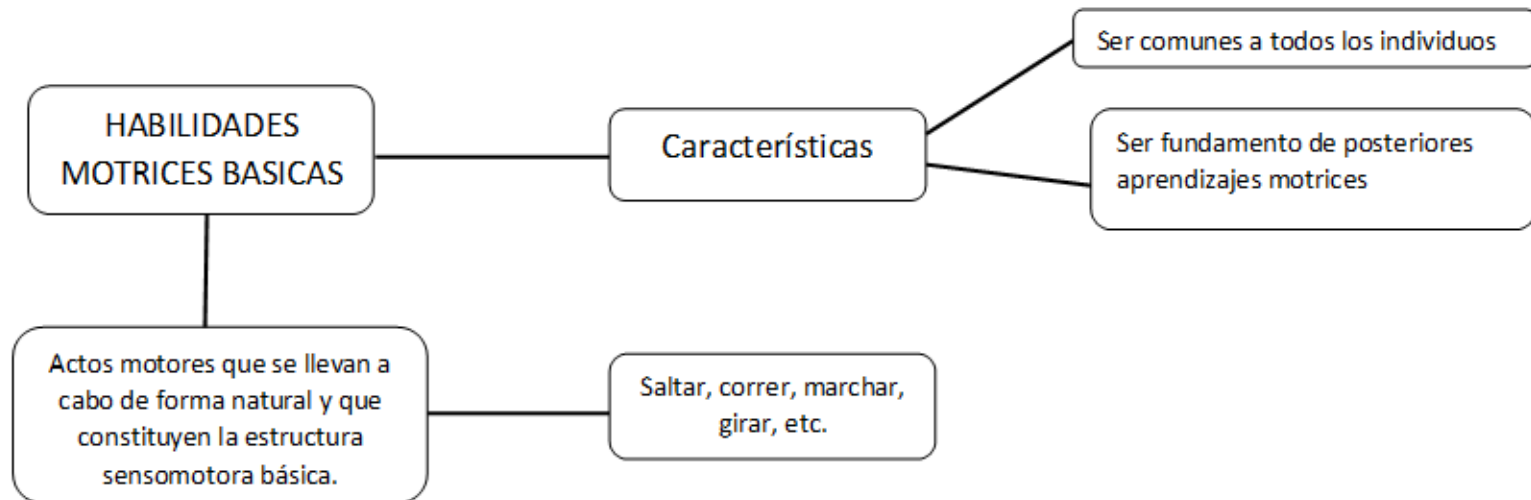 HABILIDADES
MOTRICES BASICAS
Característícas
Ser comunes a todos los individuos
Ser fundamento de posteriores
aprendizajes motrices
Actos motores que se llevan a
cabo de forma natural y que
constituyen la estructura
sensomotora básica.
Saltar, correr, marchar,
girar, etc.